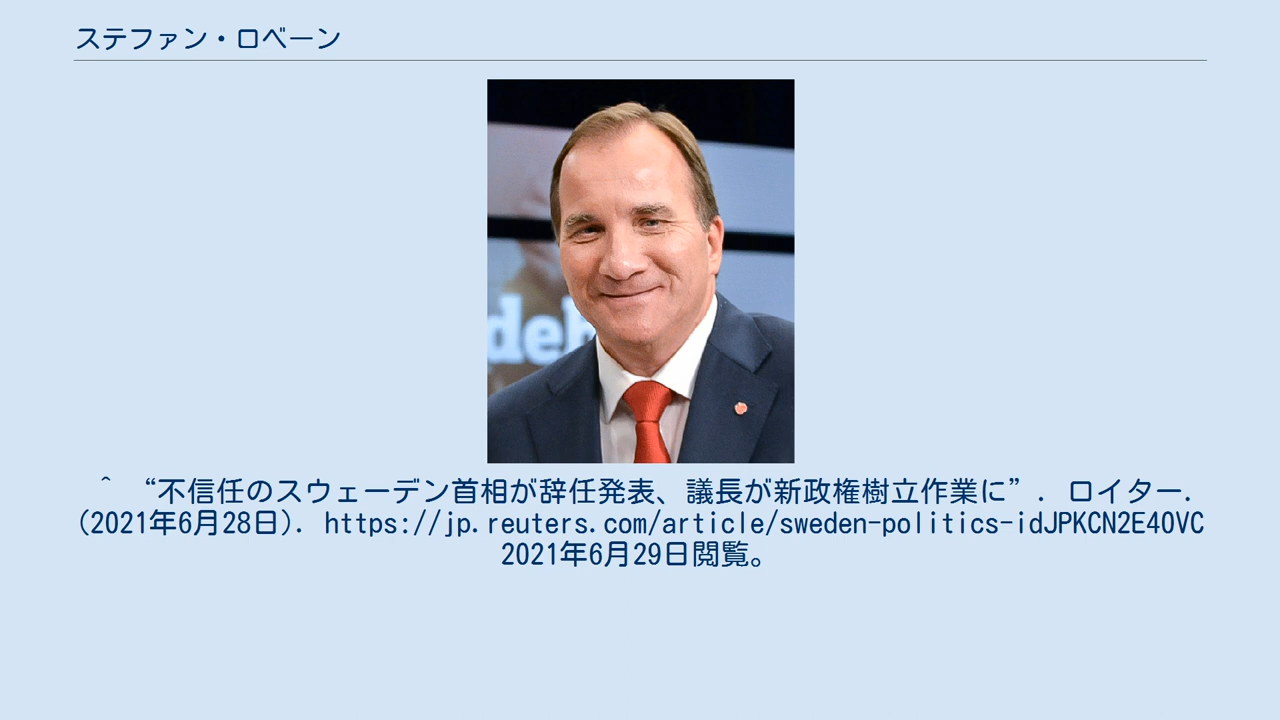 ステファン・ロベーン
deb
^ “不信任のスウェーデン首相が辞任発表、議長が新政権樹立作業に”. ロイター.
(2021年6月28日). https://jp.reuters.com/article/sweden-politics-idJPKCN2E40VC
2021年6月29日閲覧。